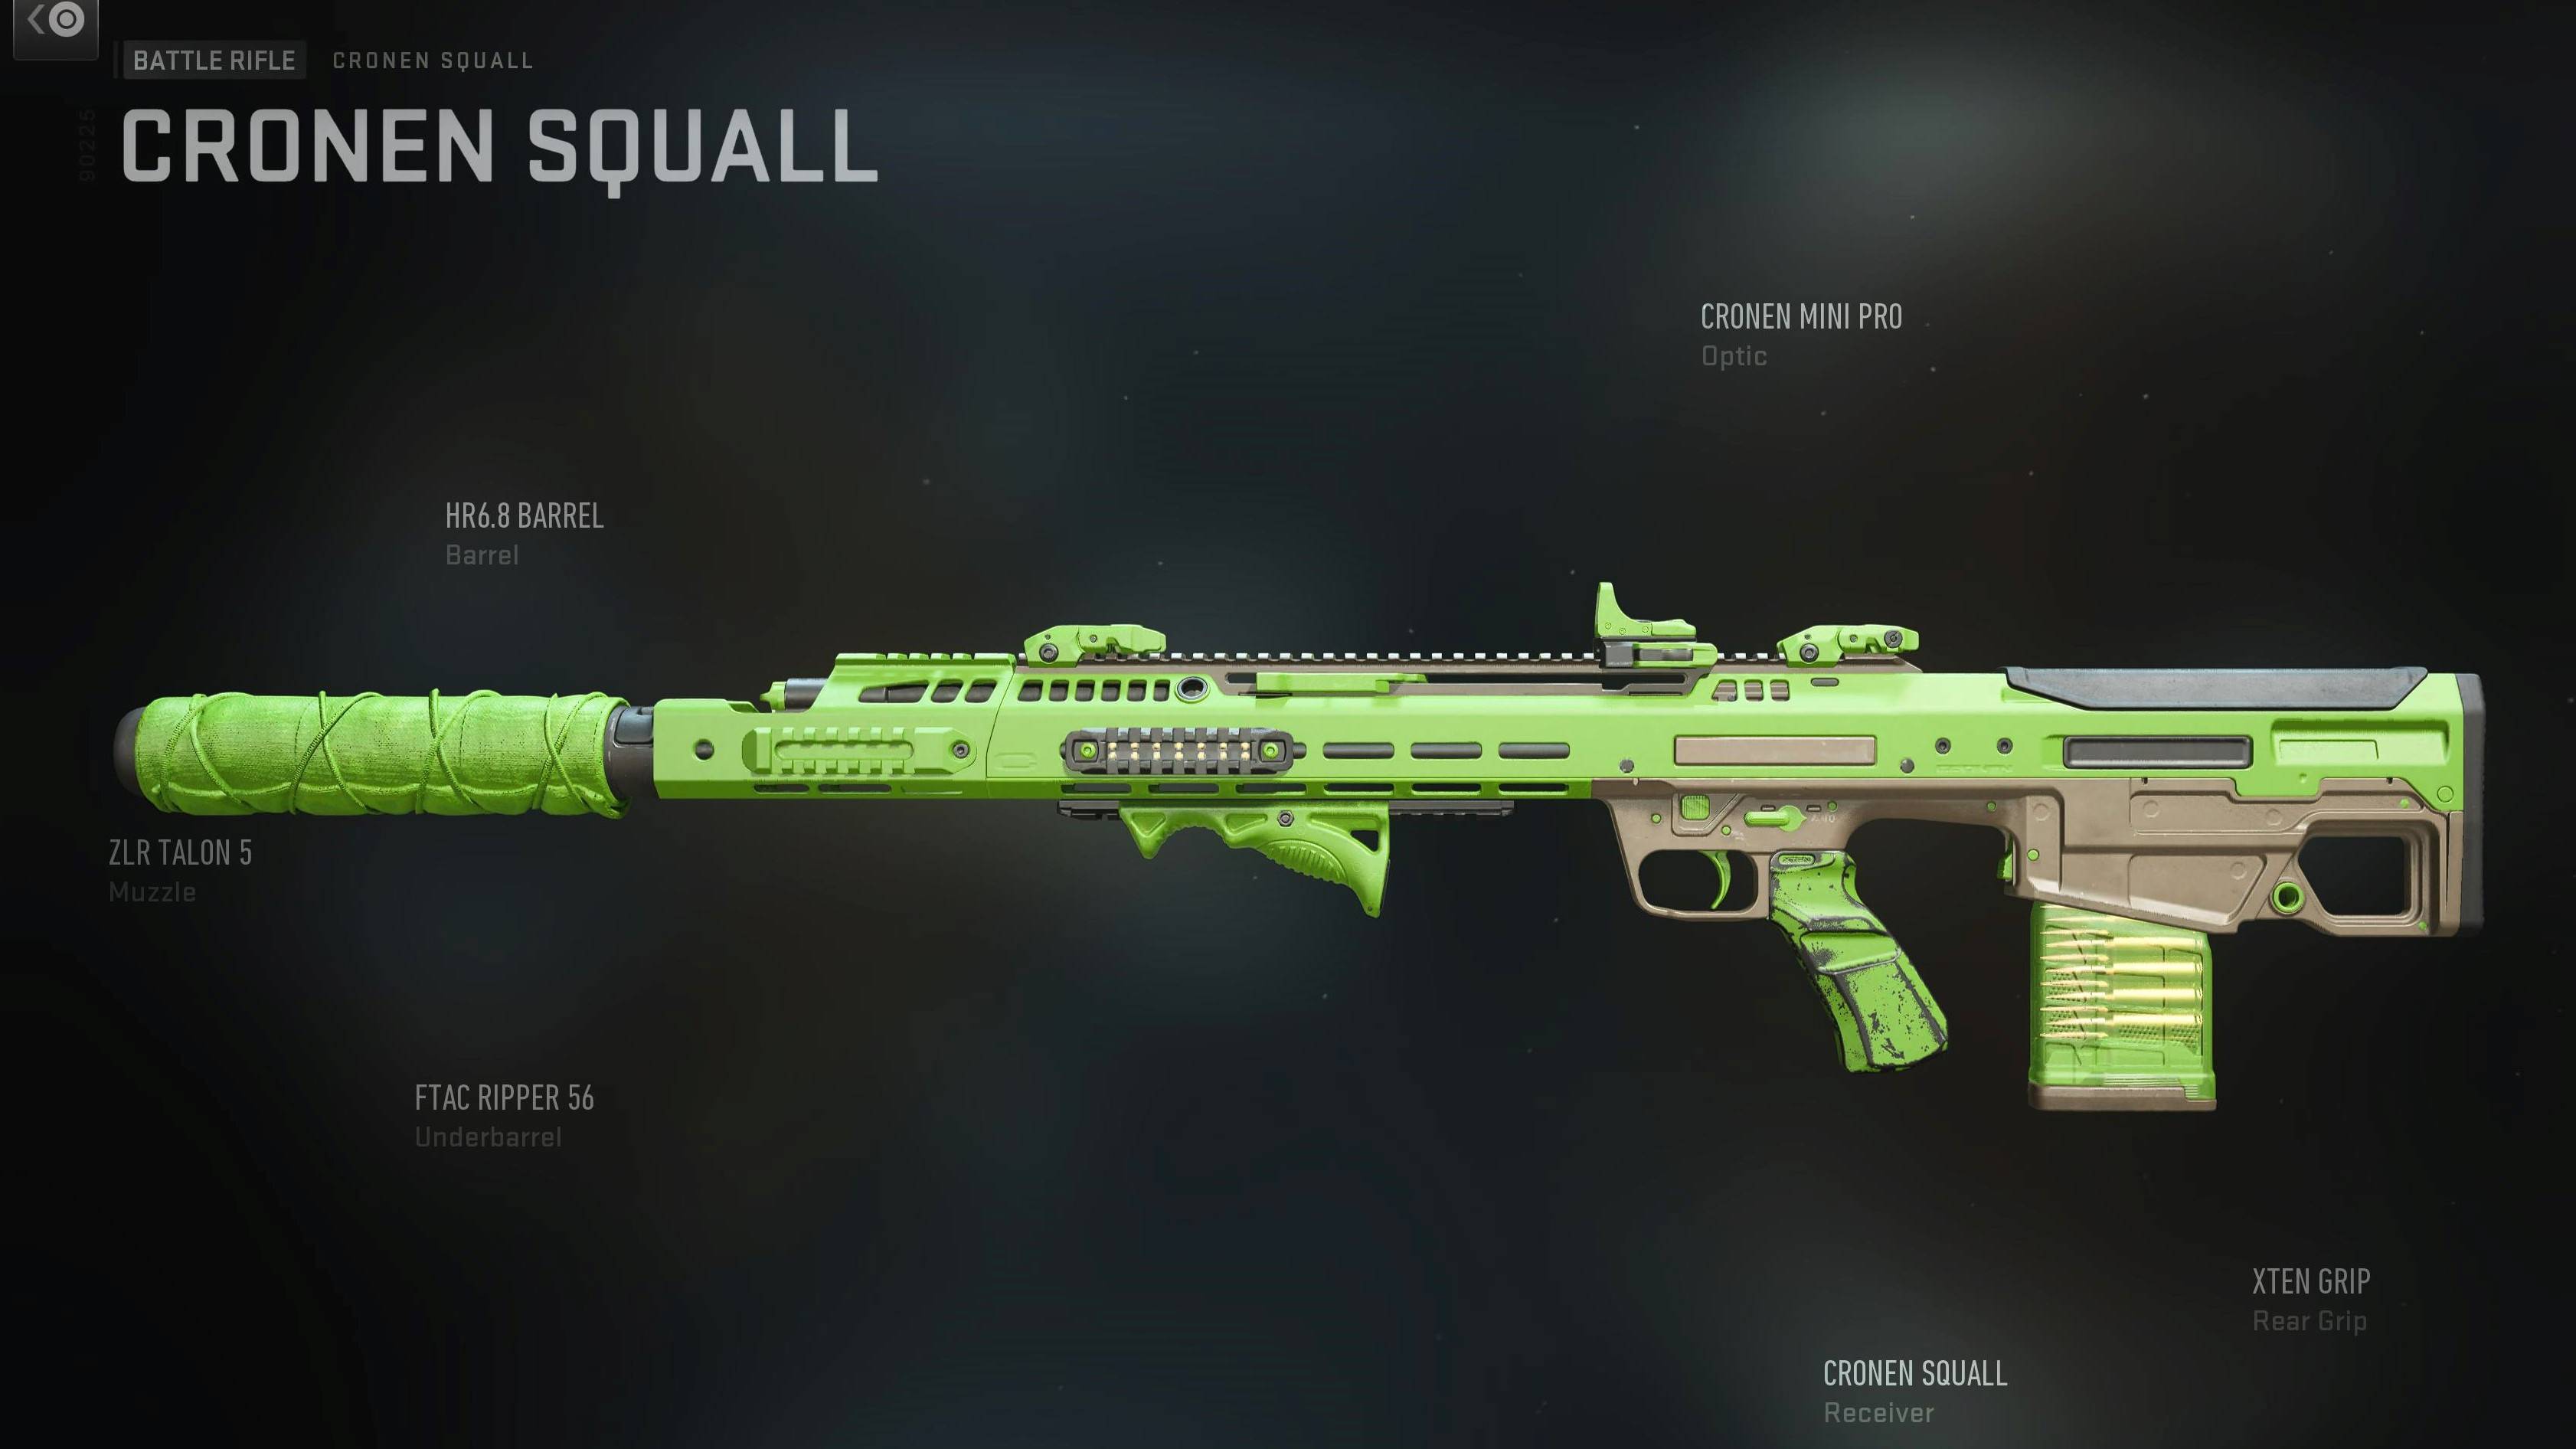 BATTLE RIFLE CRONEN SQUALL
90225
CRONEN SQUALL
CRONEN MINI PRO
Optic
HR6.8 BARREL
Barrel
ZLR TALON 5
Muzzle
FTAC RIPPER 56
Underbarrel
XTEN GRIP
Rear Grip
CRONEN SQUALL
Receiver